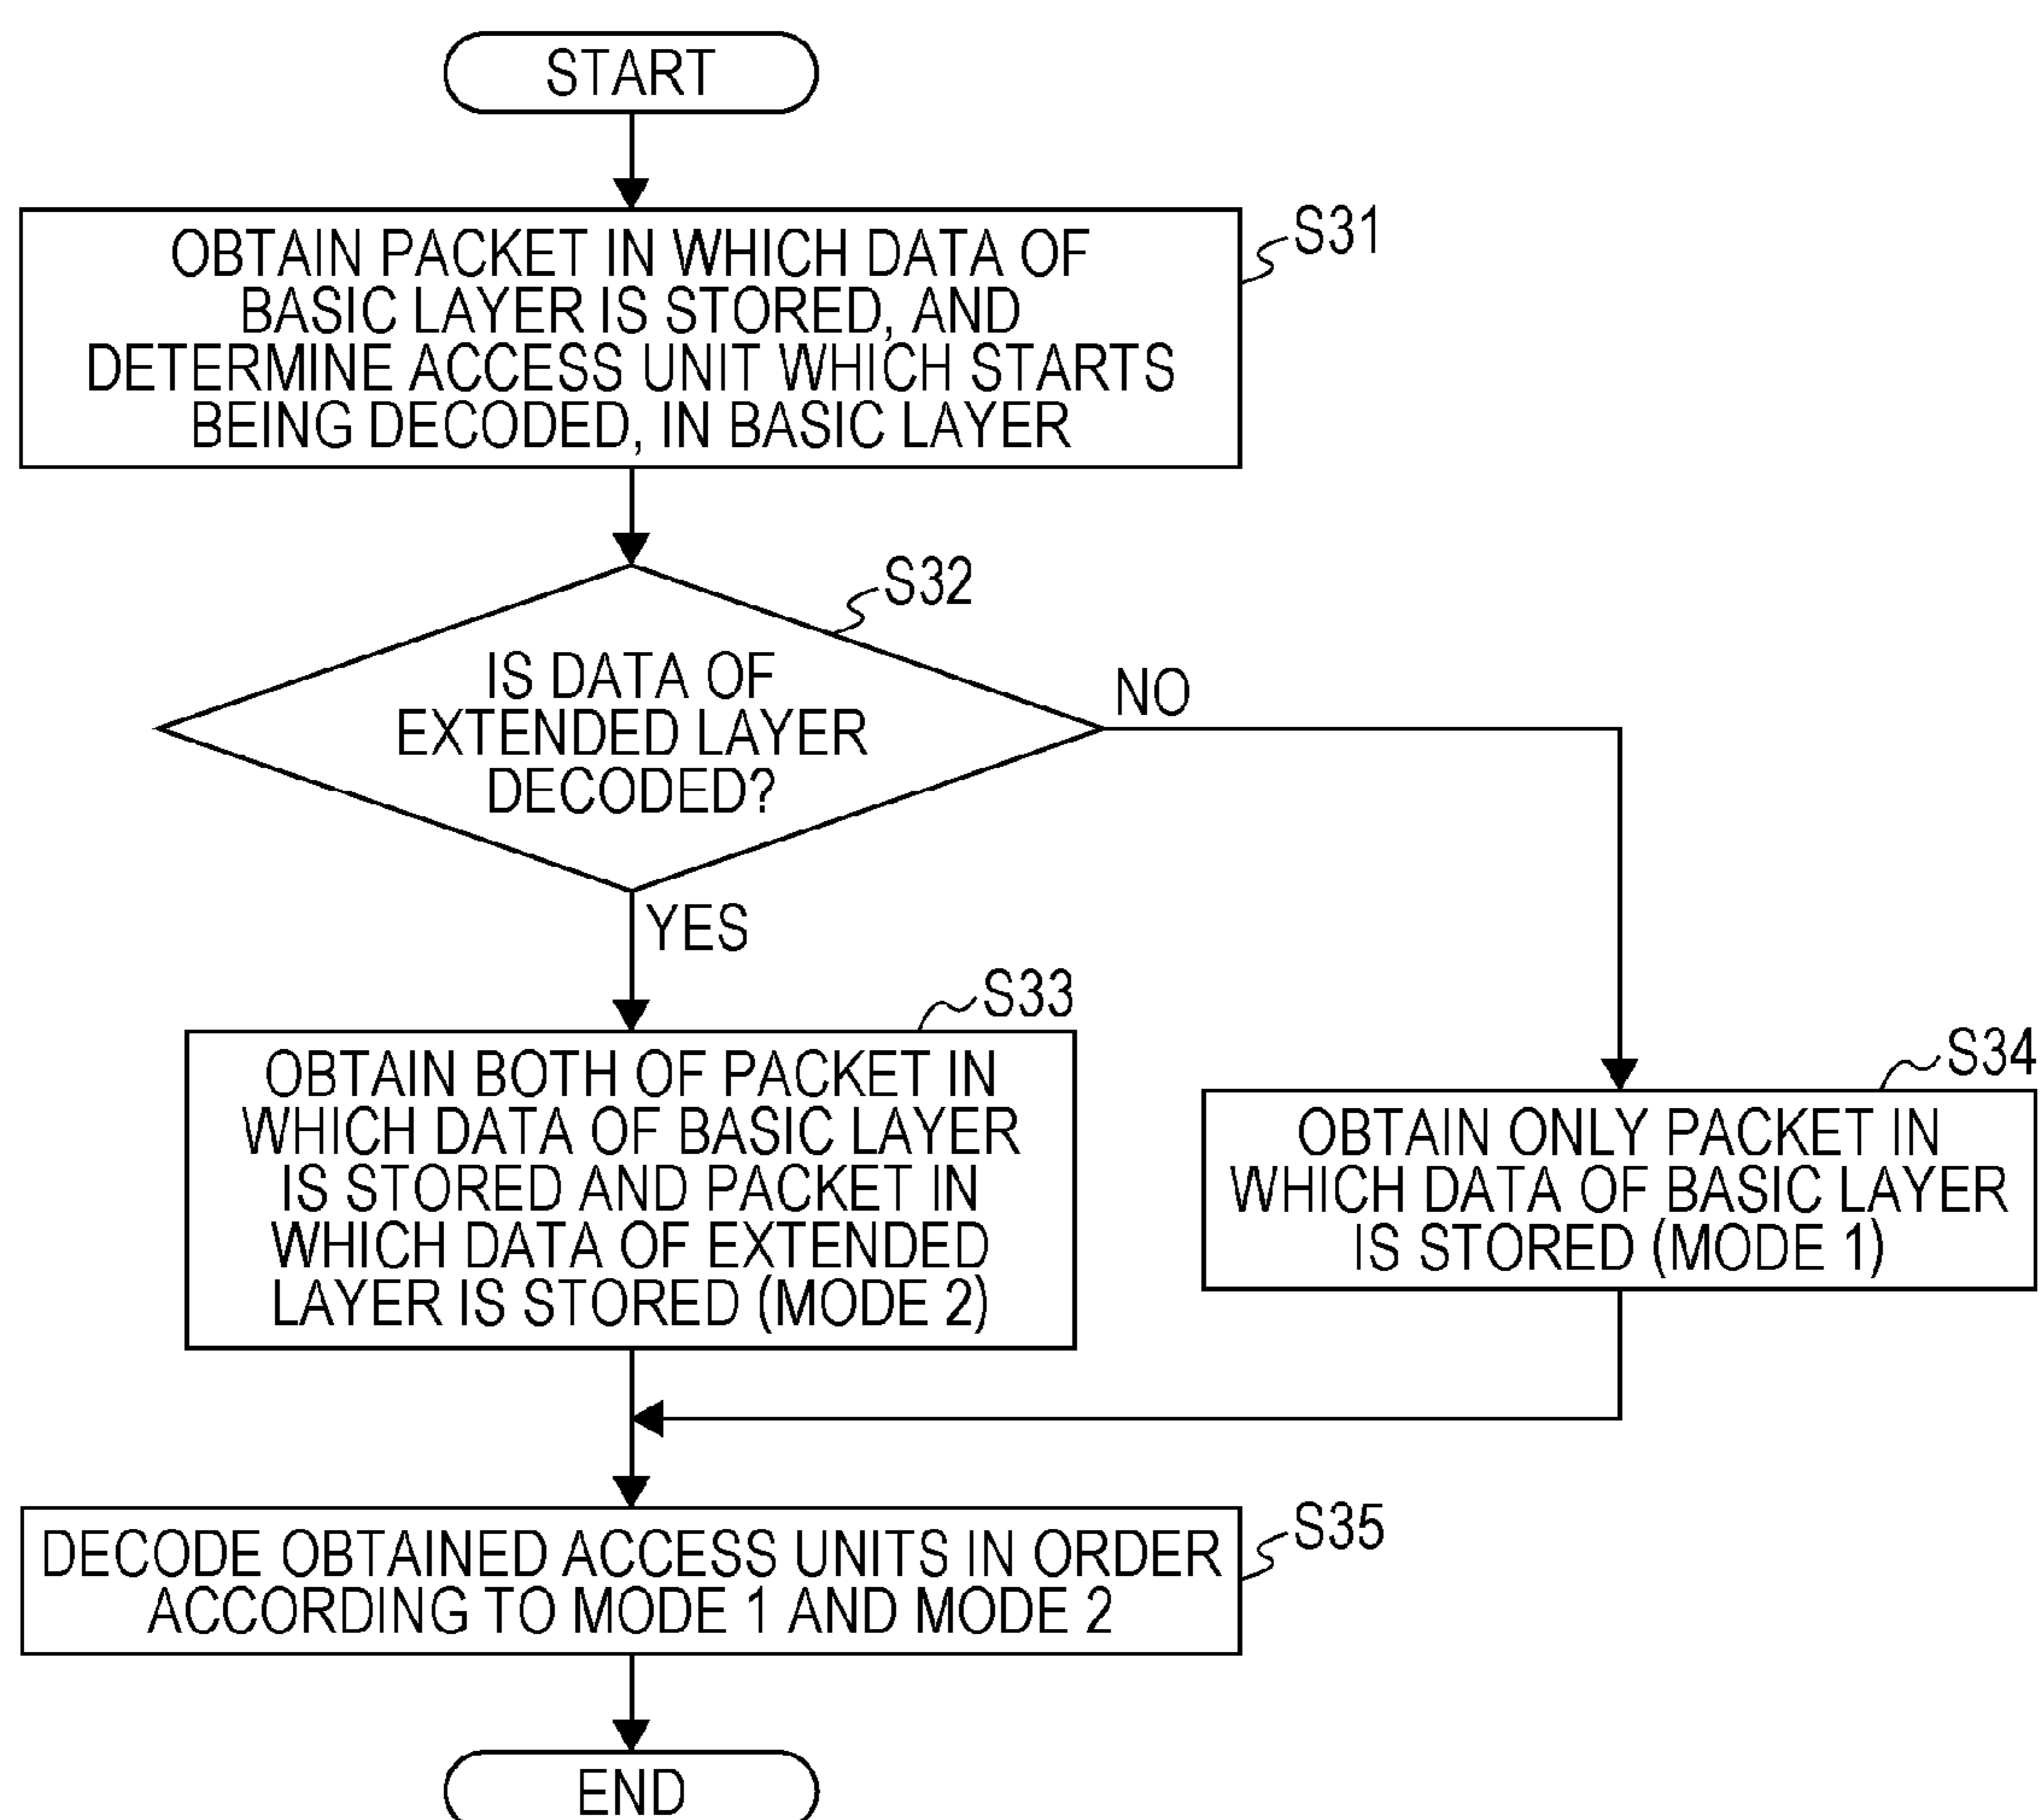 START
S31
OBTAIN PACKET IN WHICH DATA OF
BASIC LAYER IS STORED, AND
DETERMINE ACCESS UNIT WHICH STARTS
BEING DECODED, IN BASIC LAYER
S32
IS DATA OF
EXTENDED LAYER
DECODED?
NO
YES
S33
OBTAIN BOTH OF PACKET IN
WHICH DATA OF BASIC LAYER
IS STORED AND PACKET IN
WHICH DATA OF EXTENDED
LAYER IS STORED (MODE 2)
S34
OBTAIN ONLY PACKET IN
WHICH DATA OF BASIC LAYER
IS STORED (MODE 1)
S35
DECODE OBTAINED ACCESS UNITS IN ORDER
ACCORDING TO MODE 1 AND MODE 2
END